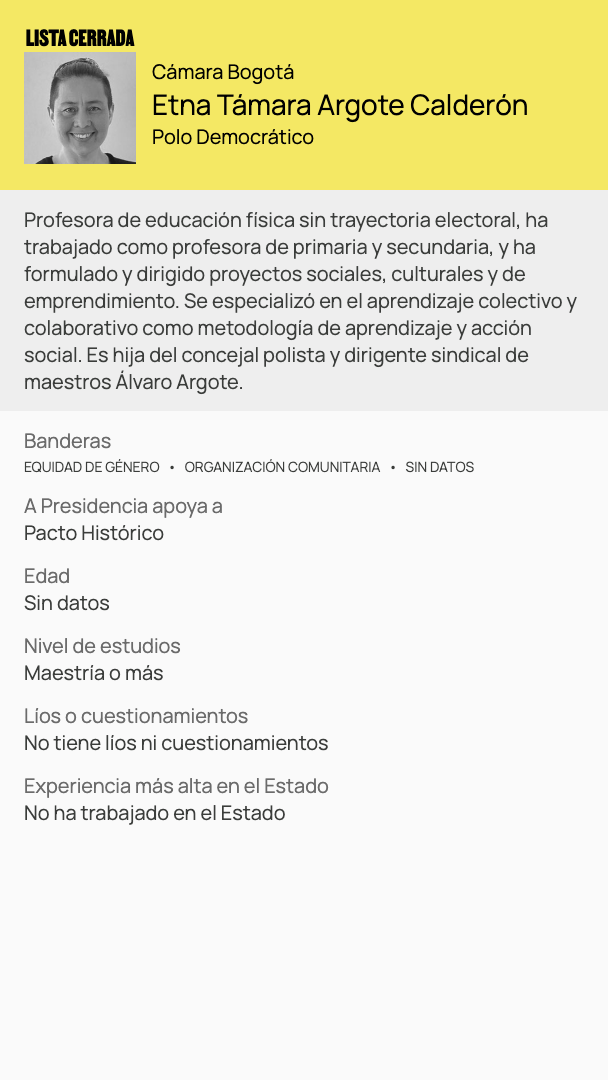 LISTA CERRADA
Cámara Bogotá
Etna Támara Argote Calderón
Polo Democrático
Profesora de educación física sin trayectoria electoral, ha
trabajado como profesora de primaria y secundaria, y ha
formulado y dirigido proyectos sociales, culturales y de
emprendimiento. Se especializó en el aprendizaje colectivo y
colaborativo como metodología de aprendizaje y acción
social. Es hija del concejal polista y dirigente sindical de
maestros Álvaro Argote.
Banderas
EQUIDAD DE GÉNERO • ORGANIZACIÓN COMUNITARIA • SIN DATOS
A Presidencia apoya a
Pacto Histórico
Edad
Sin datos
Nivel de estudios
Maestría o más
Líos o cuestionamientos
No tiene líos ni cuestionamientos
Experiencia más alta en el Estado
No ha trabajado en el Estado